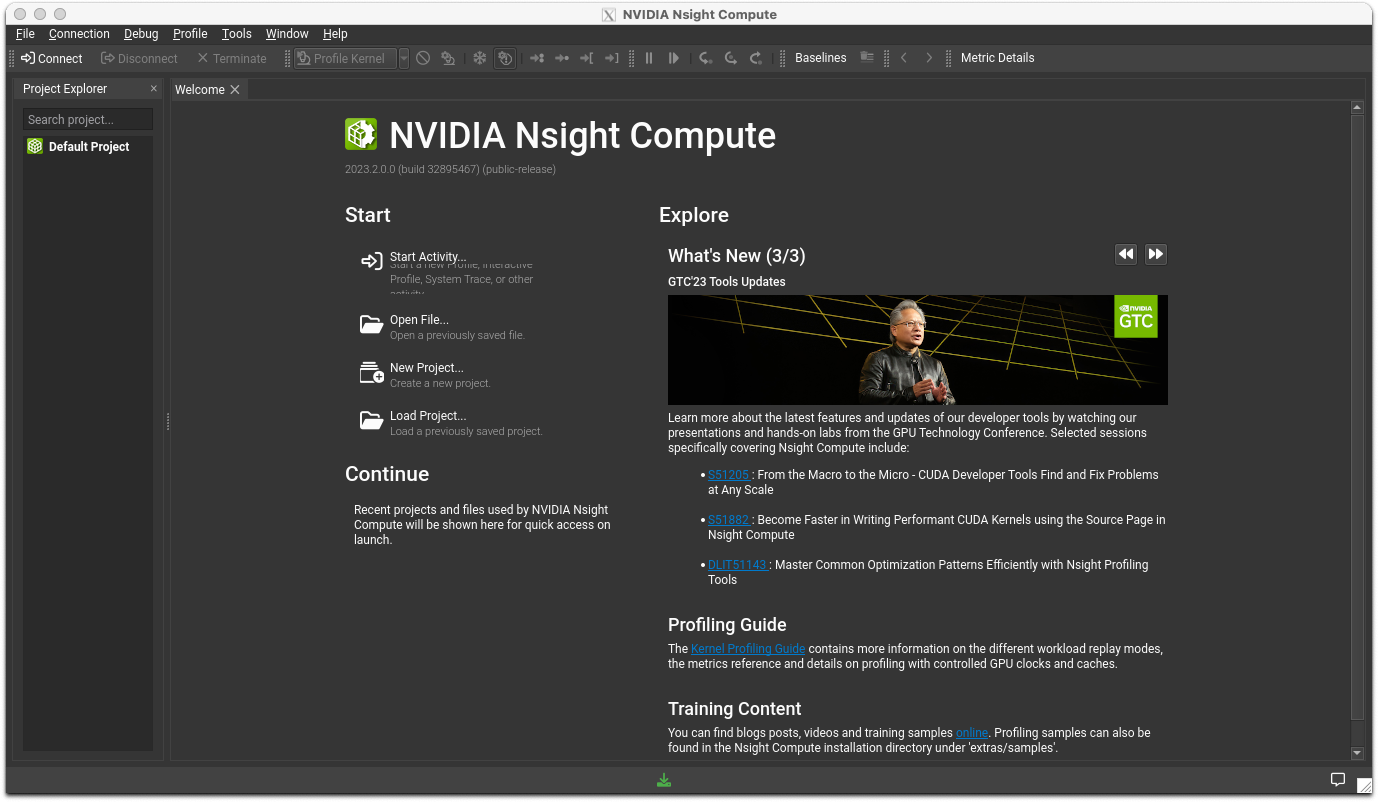 NVIDIA Nsight Compute
File Connection Debug Profile Tools Window Help
Connect Disconnect Terminate Profile Kernel Baselines Metric Details
Project Explorer
Search project...
Default Project
Welcome
NVIDIA Nsight Compute
2023.2.0.0 (build 32895467) (public-release)
Start
Start Activity...
Start a new Profile, Interactive
Profile, System Trace, or other
activity.
Open File...
Open a previously saved file.
New Project...
Create a new project.
Load Project...
Load a previously saved project.
Continue
Recent projects and files used by NVIDIA Nsight
Compute will be shown here for quick access on
launch.
Explore
What's New (3/3)
GTC'23 Tools Updates
NVIDIA
GTC
Learn more about the latest features and updates of our developer tools by watching our
presentations and hands-on labs from the GPU Technology Conference. Selected sessions
specifically covering Nsight Compute include:
• S51205 : From the Macro to the Micro - CUDA Developer Tools Find and Fix Problems
at Any Scale
• S51882 : Become Faster in Writing Performant CUDA Kernels using the Source Page in
Nsight Compute
• DLIT51143 : Master Common Optimization Patterns Efficiently with Nsight Profiling
Tools
Profiling Guide
The Kernel Profiling Guide contains more information on the different workload replay modes,
the metrics reference and details on profiling with controlled GPU clocks and caches.
Training Content
You can find blogs posts, videos and training samples online. Profiling samples can also be
found in the Nsight Compute installation directory under 'extras/samples'.